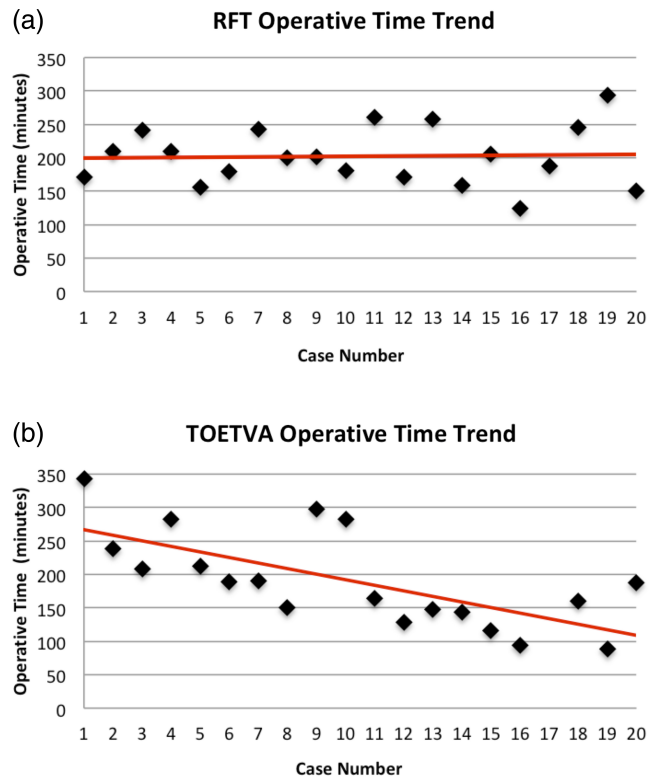 (a)
RFT Operative Time Trend
Operative Time (minutes)
350
300
250
200
150
100
50
0
1 2 3 4 5 6 7 8 9 10 11 12 13 14 15 16 17 18 19 20
Case Number
(b)
TOETVA Operative Time Trend
Operative Time (minutes)
350
300
250
200
150
100
50
0
1 2 3 4 5 6 7 8 9 10 11 12 13 14 15 16 17 18 19 20
Case Number